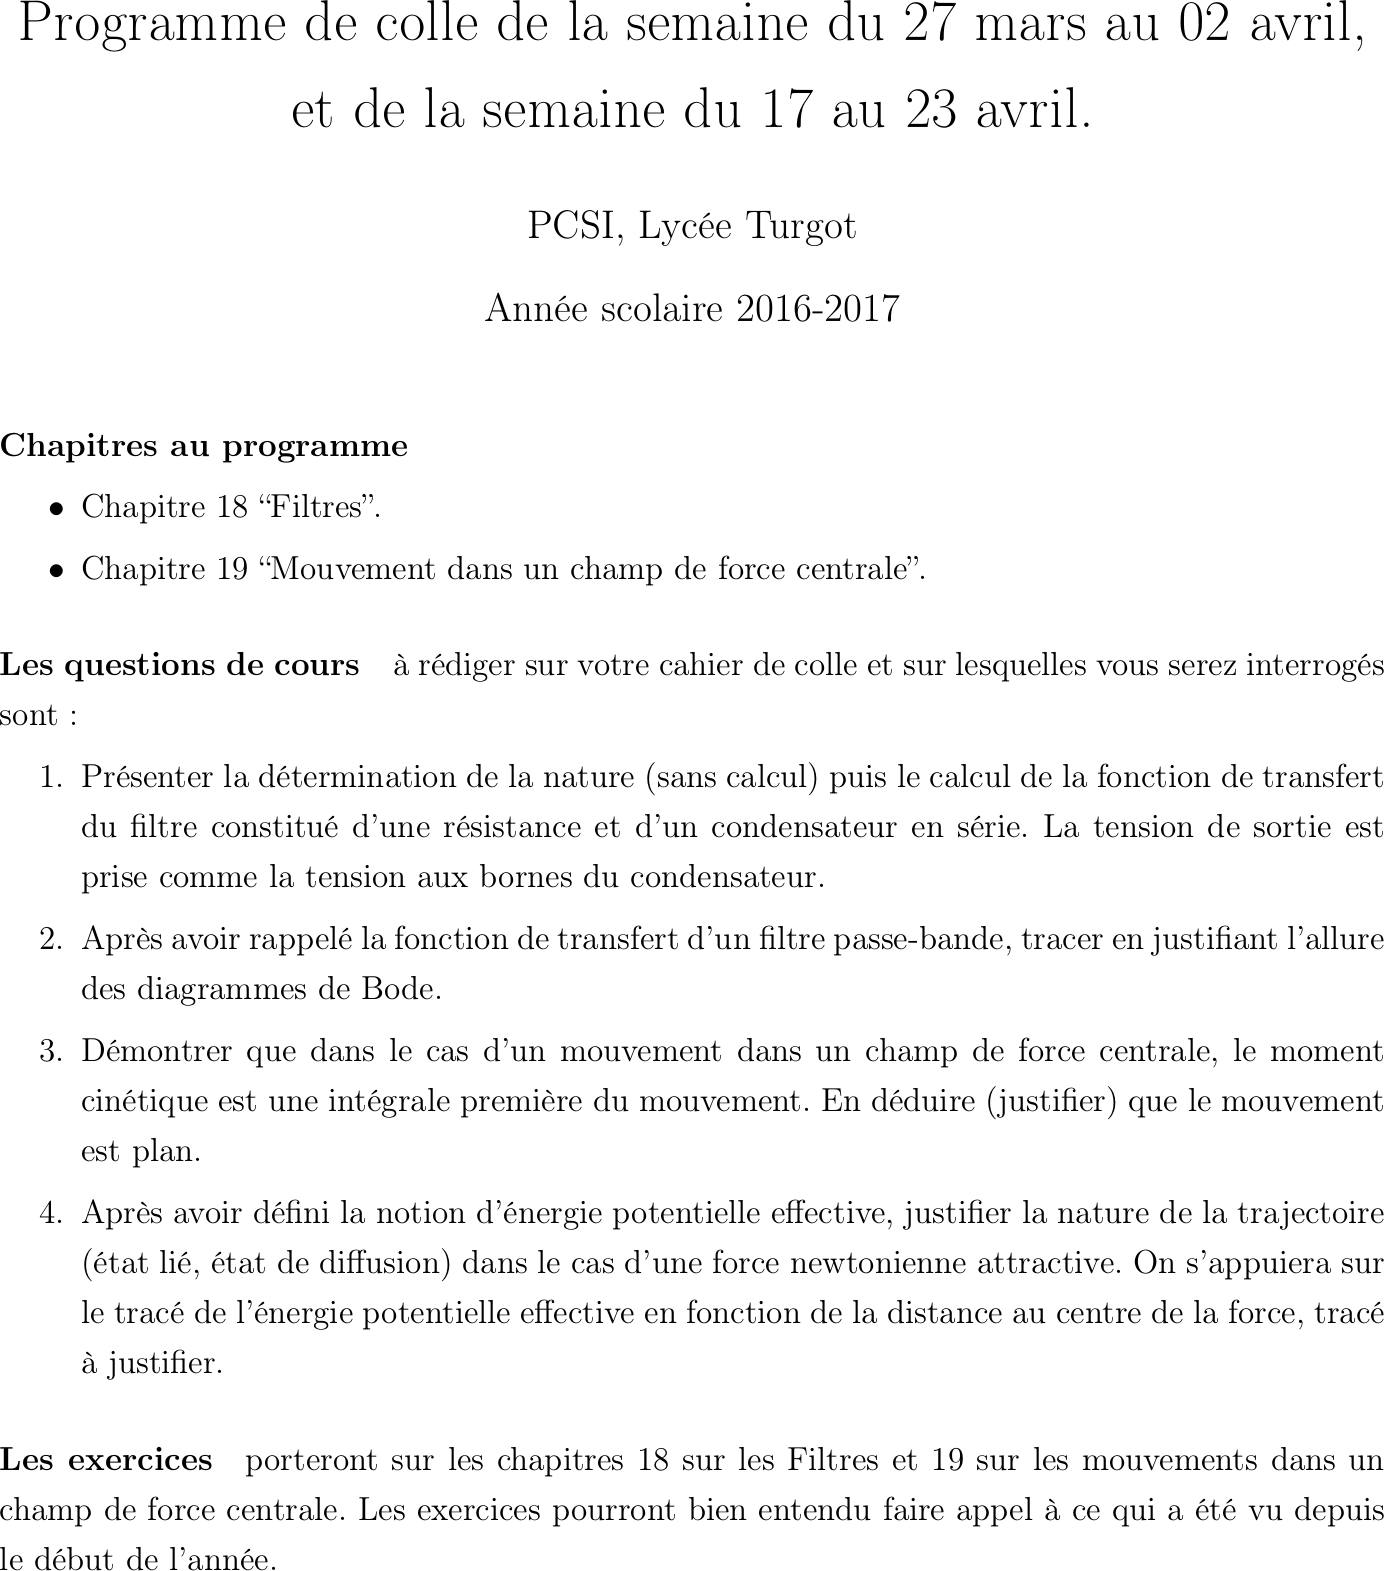 Programme de colle de la semaine du 27 mars au 02 avril,
et de la semaine du 17 au 23 avril.
PCSI, Lycée Turgot
Année scolaire 2016-2017
Chapitres au programme
• Chapitre 18 “Filtres”.
• Chapitre 19 “Mouvement dans un champ de force centrale”.
Les questions de cours à rédiger sur votre cahier de colle et sur lesquelles vous serez interrogés
sont :
1. Présenter la détermination de la nature (sans calcul) puis le calcul de la fonction de transfert
du filtre constitué d’une résistance et d’un condensateur en série. La tension de sortie est
prise comme la tension aux bornes du condensateur.
2. Après avoir rappelé la fonction de transfert d’un filtre passe-bande, tracer en justifiant l’allure
des diagrammes de Bode.
3. Démontrer que dans le cas d’un mouvement dans un champ de force centrale, le moment
cinétique est une intégrale première du mouvement. En déduire (justifier) que le mouvement
est plan.
4. Après avoir défini la notion d’énergie potentielle effective, justifier la nature de la trajectoire
(état lié, état de diffusion) dans le cas d’une force newtonienne attractive. On s’appuiera sur
le tracé de l’énergie potentielle effective en fonction de la distance au centre de la force, tracé
à justifier.
Les exercices porteront sur les chapitres 18 sur les Filtres et 19 sur les mouvements dans un
champ de force centrale. Les exercices pourront bien entendu faire appel à ce qui a été vu depuis
le début de l’année.